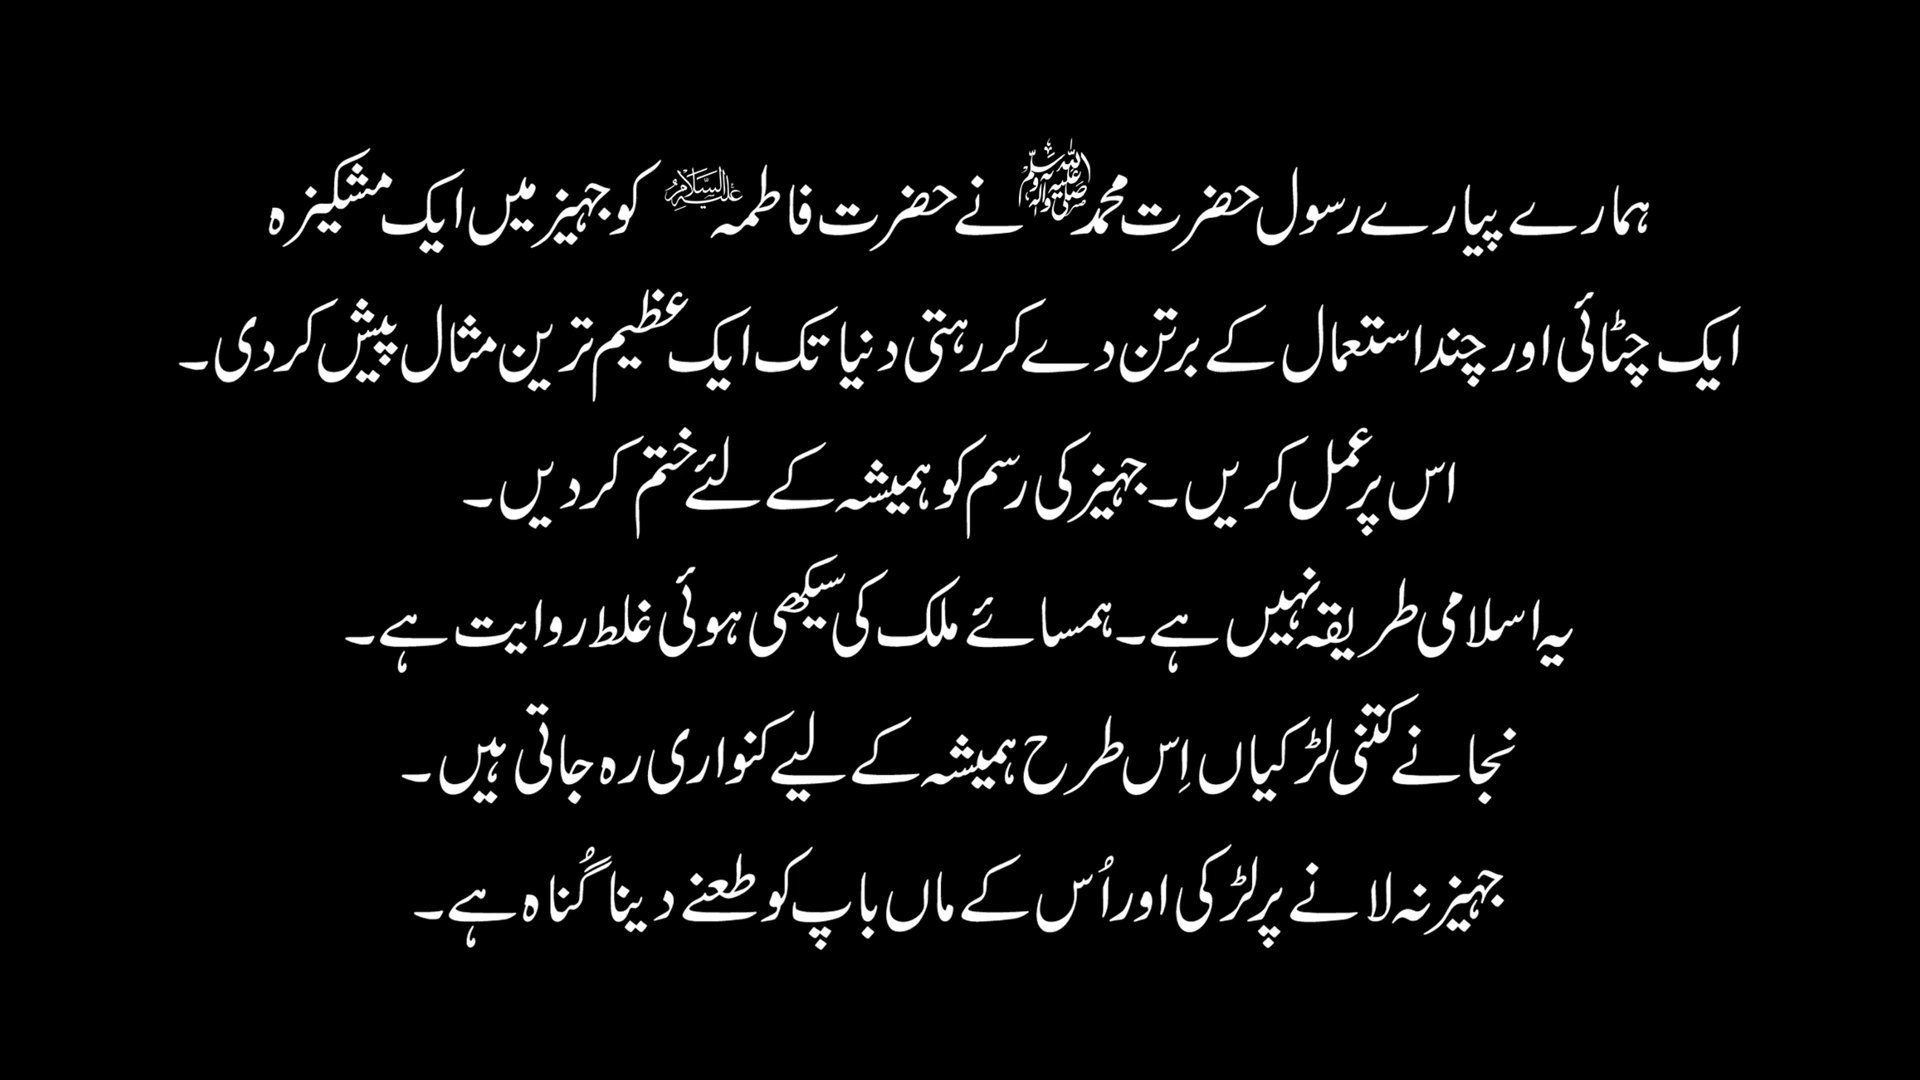 ہمارے پیارے رسول حضرت محمد ﷺ نے حضرت فاطمہ علیہ السلام کو جہیز میں ایک مشکیزہ
ایک چٹائی اور چند استعمال کے برتن دے کر رہتی دنیا تک ایک عظیم ترین مثال پیش کر دی۔
اس پر عمل کریں۔ جہیز کی رسم کو ہمیشہ کے لئے ختم کر دیں۔
یہ اسلامی طریقہ نہیں ہے۔ ہمسائے ملک کی سیکھی ہوئی غلط روایت ہے۔
نجانے کتنی لڑکیاں اِس طرح ہمیشہ کے لیے کنواری رہ جاتی ہیں۔
جہیز نہ لانے پر لڑکی اور اُس کے ماں باپ کو طعنے دینا گُناہ ہے۔